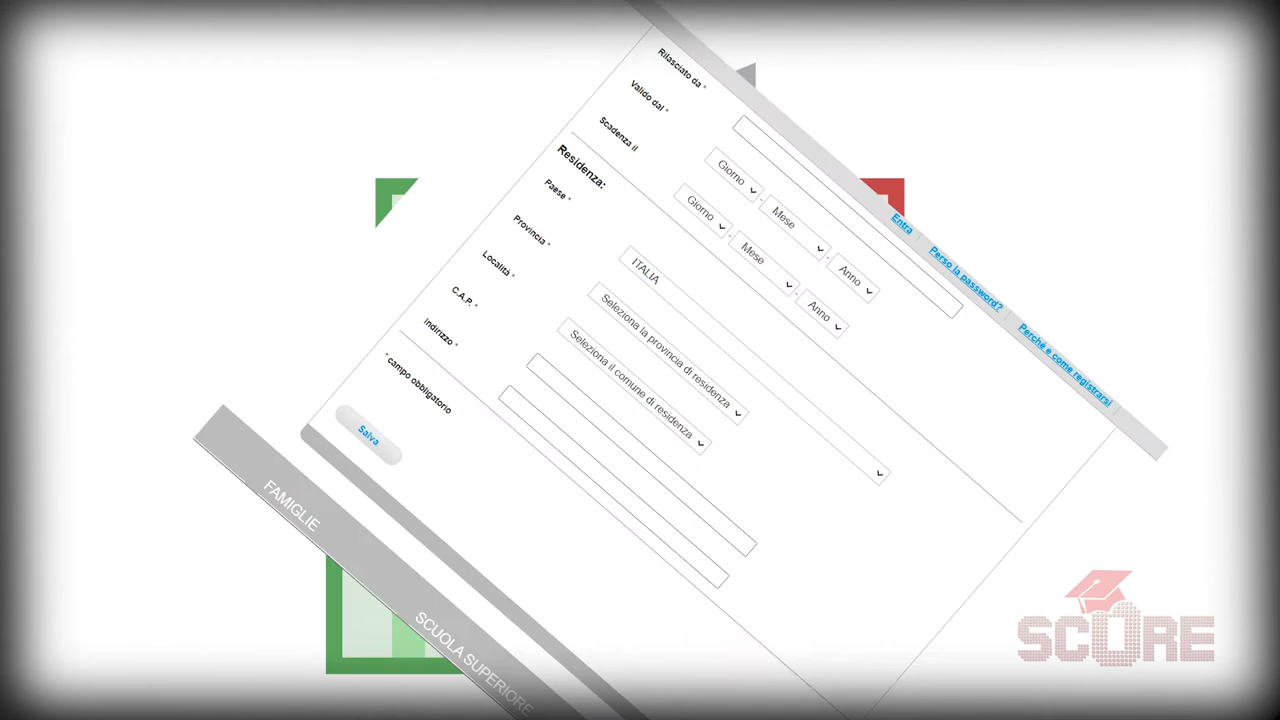 Rilasciato da *
Valido dal *
Giorno - Mese - Anno
Scadenza il
Giorno - Mese - Anno
Residenza:
Paese *
ITALIA
Provincia *
Seleziona la provincia di residenza
Località *
Seleziona il comune di residenza
C.A.P. *
Indirizzo *
* campo obbligatorio
Salva
Entra
Perso la password?
Perché e come registrarsi
FAMIGLIE
SCUOLA SUPERIORE
SCORE